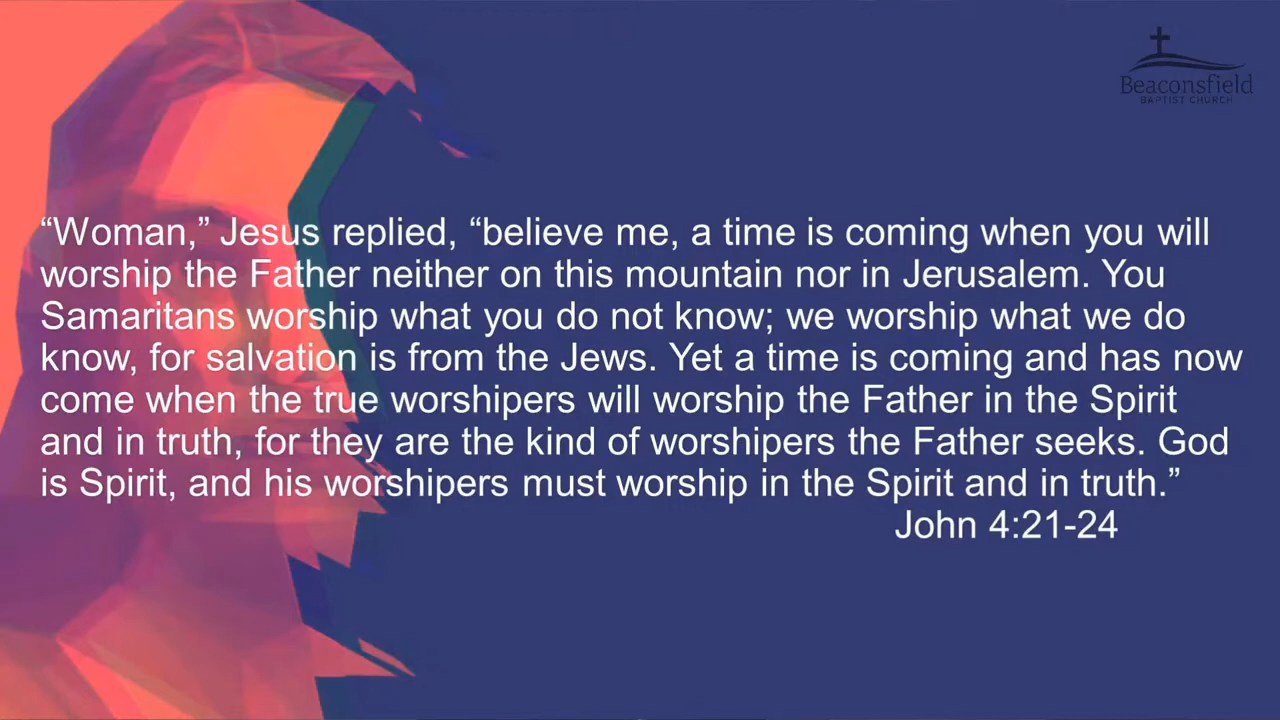 Beaconsfield
BAPTIST CHURCH
“Woman,” Jesus replied, “believe me, a time is coming when you will
worship the Father neither on this mountain nor in Jerusalem. You
Samaritans worship what you do not know; we worship what we do
know, for salvation is from the Jews. Yet a time is coming and has now
come when the true worshipers will worship the Father in the Spirit
and in truth, for they are the kind of worshipers the Father seeks. God
is Spirit, and his worshipers must worship in the Spirit and in truth.”
John 4:21-24